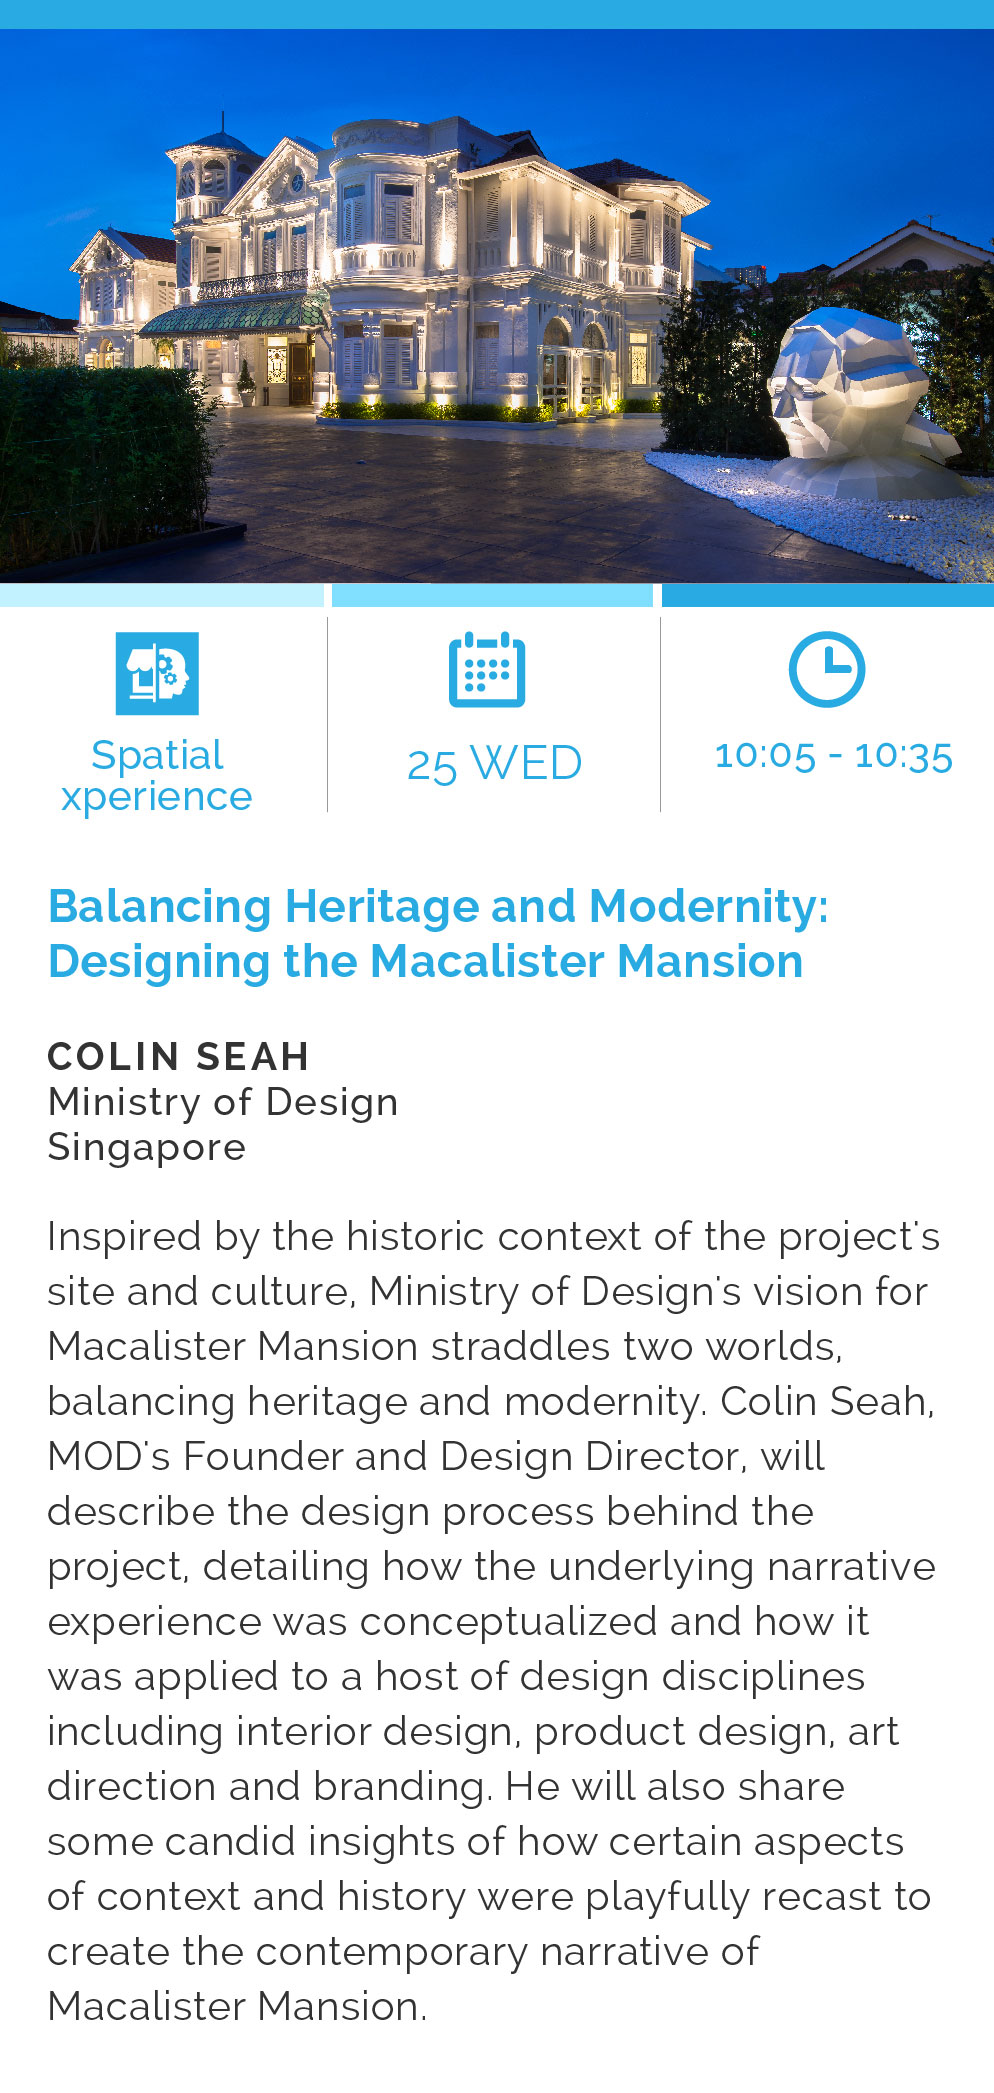 Spatial
xperience
25 WED
10:05 - 10:35
Balancing Heritage and Modernity:
Designing the Macalister Mansion
COLIN SEAH
Ministry of Design
Singapore
Inspired by the historic context of the project's
site and culture, Ministry of Design's vision for
Macalister Mansion straddles two worlds,
balancing heritage and modernity. Colin Seah,
MOD's Founder and Design Director, will
describe the design process behind the
project, detailing how the underlying narrative
experience was conceptualized and how it
was applied to a host of design disciplines
including interior design, product design, art
direction and branding. He will also share
some candid insights of how certain aspects
of context and history were playfully recast to
create the contemporary narrative of
Macalister Mansion.